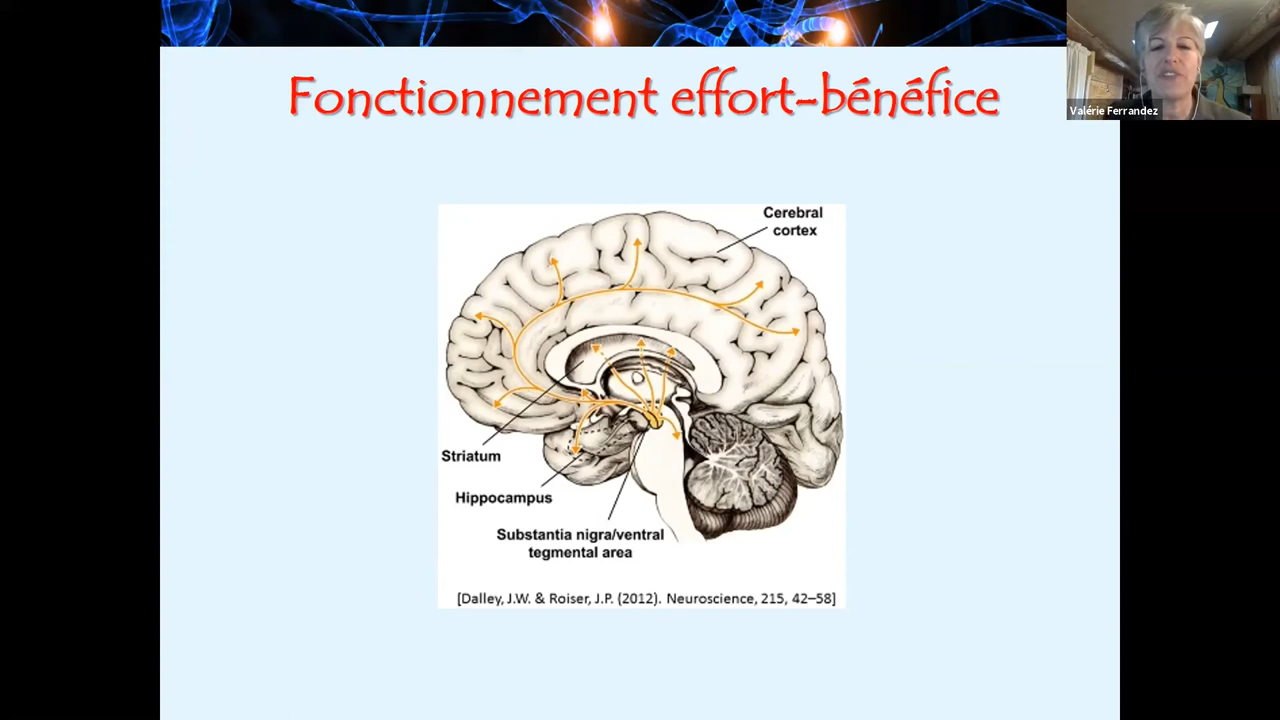 Fonctionnement effort-bénéfice
Valérie Ferrandez
Cerebral
cortex
Striatum
Hippocampus
Substantia nigra/ventral
tegmental area
[Dalley, J.W. & Roiser, J.P. (2012). Neuroscience, 215, 42–58]